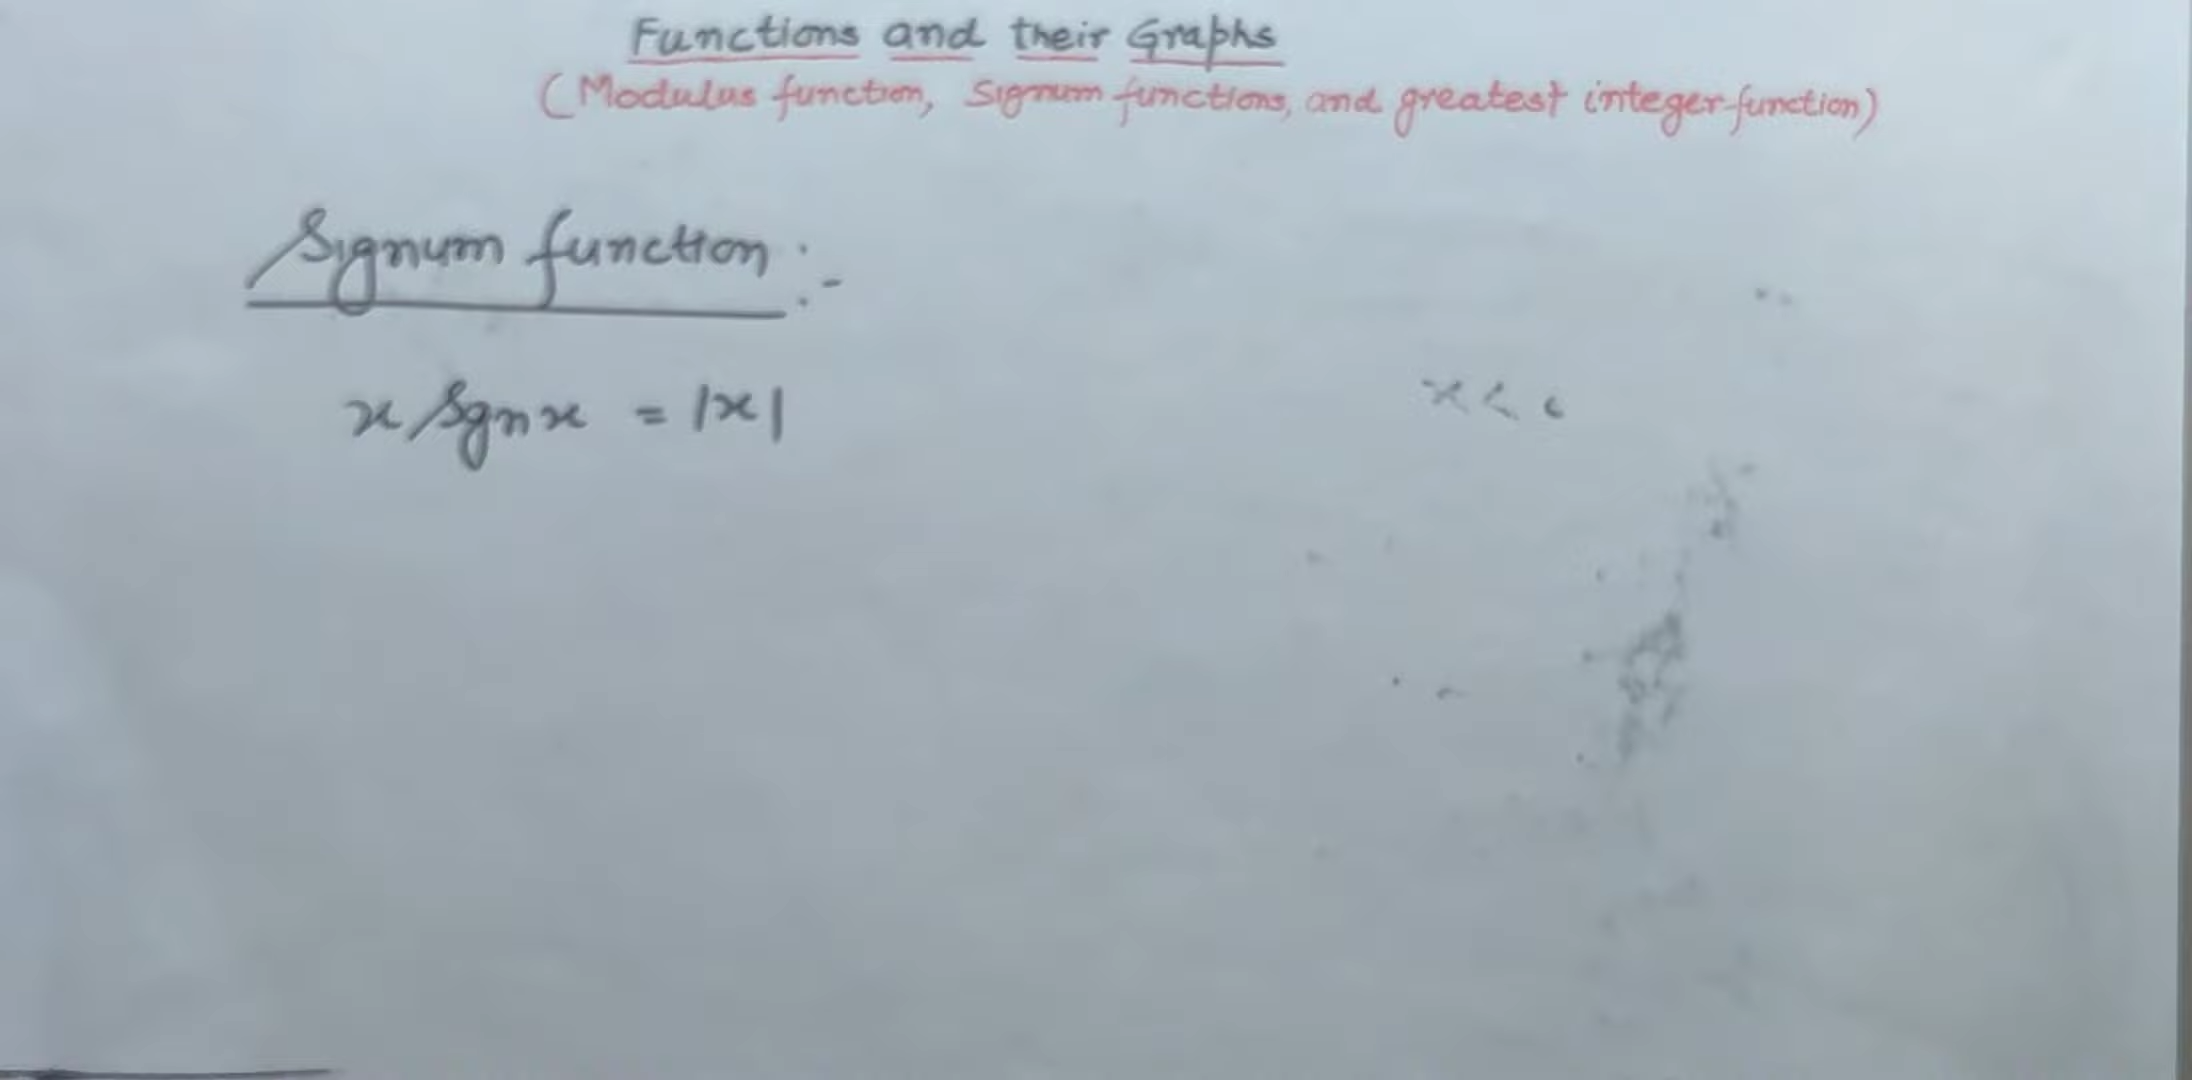 Functions and their Graphs
(Modulus function, Signum functions, and greatest integer function)
Signum function :-
x Sgn x = |x|
x <